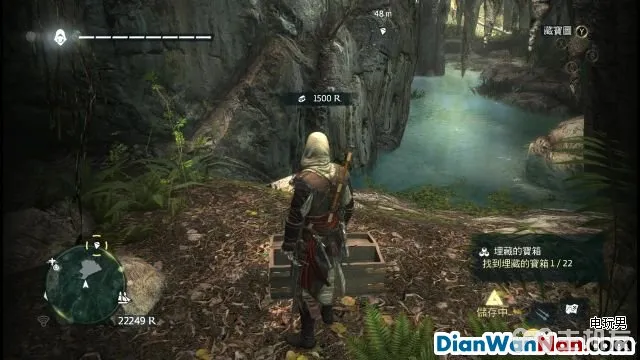 48 m
藏寶圖 Y
1500 R
埋藏的寶箱
找到埋藏的寶箱 1 / 22
儲存中
22249 R
电玩男
DianWanNan.Com